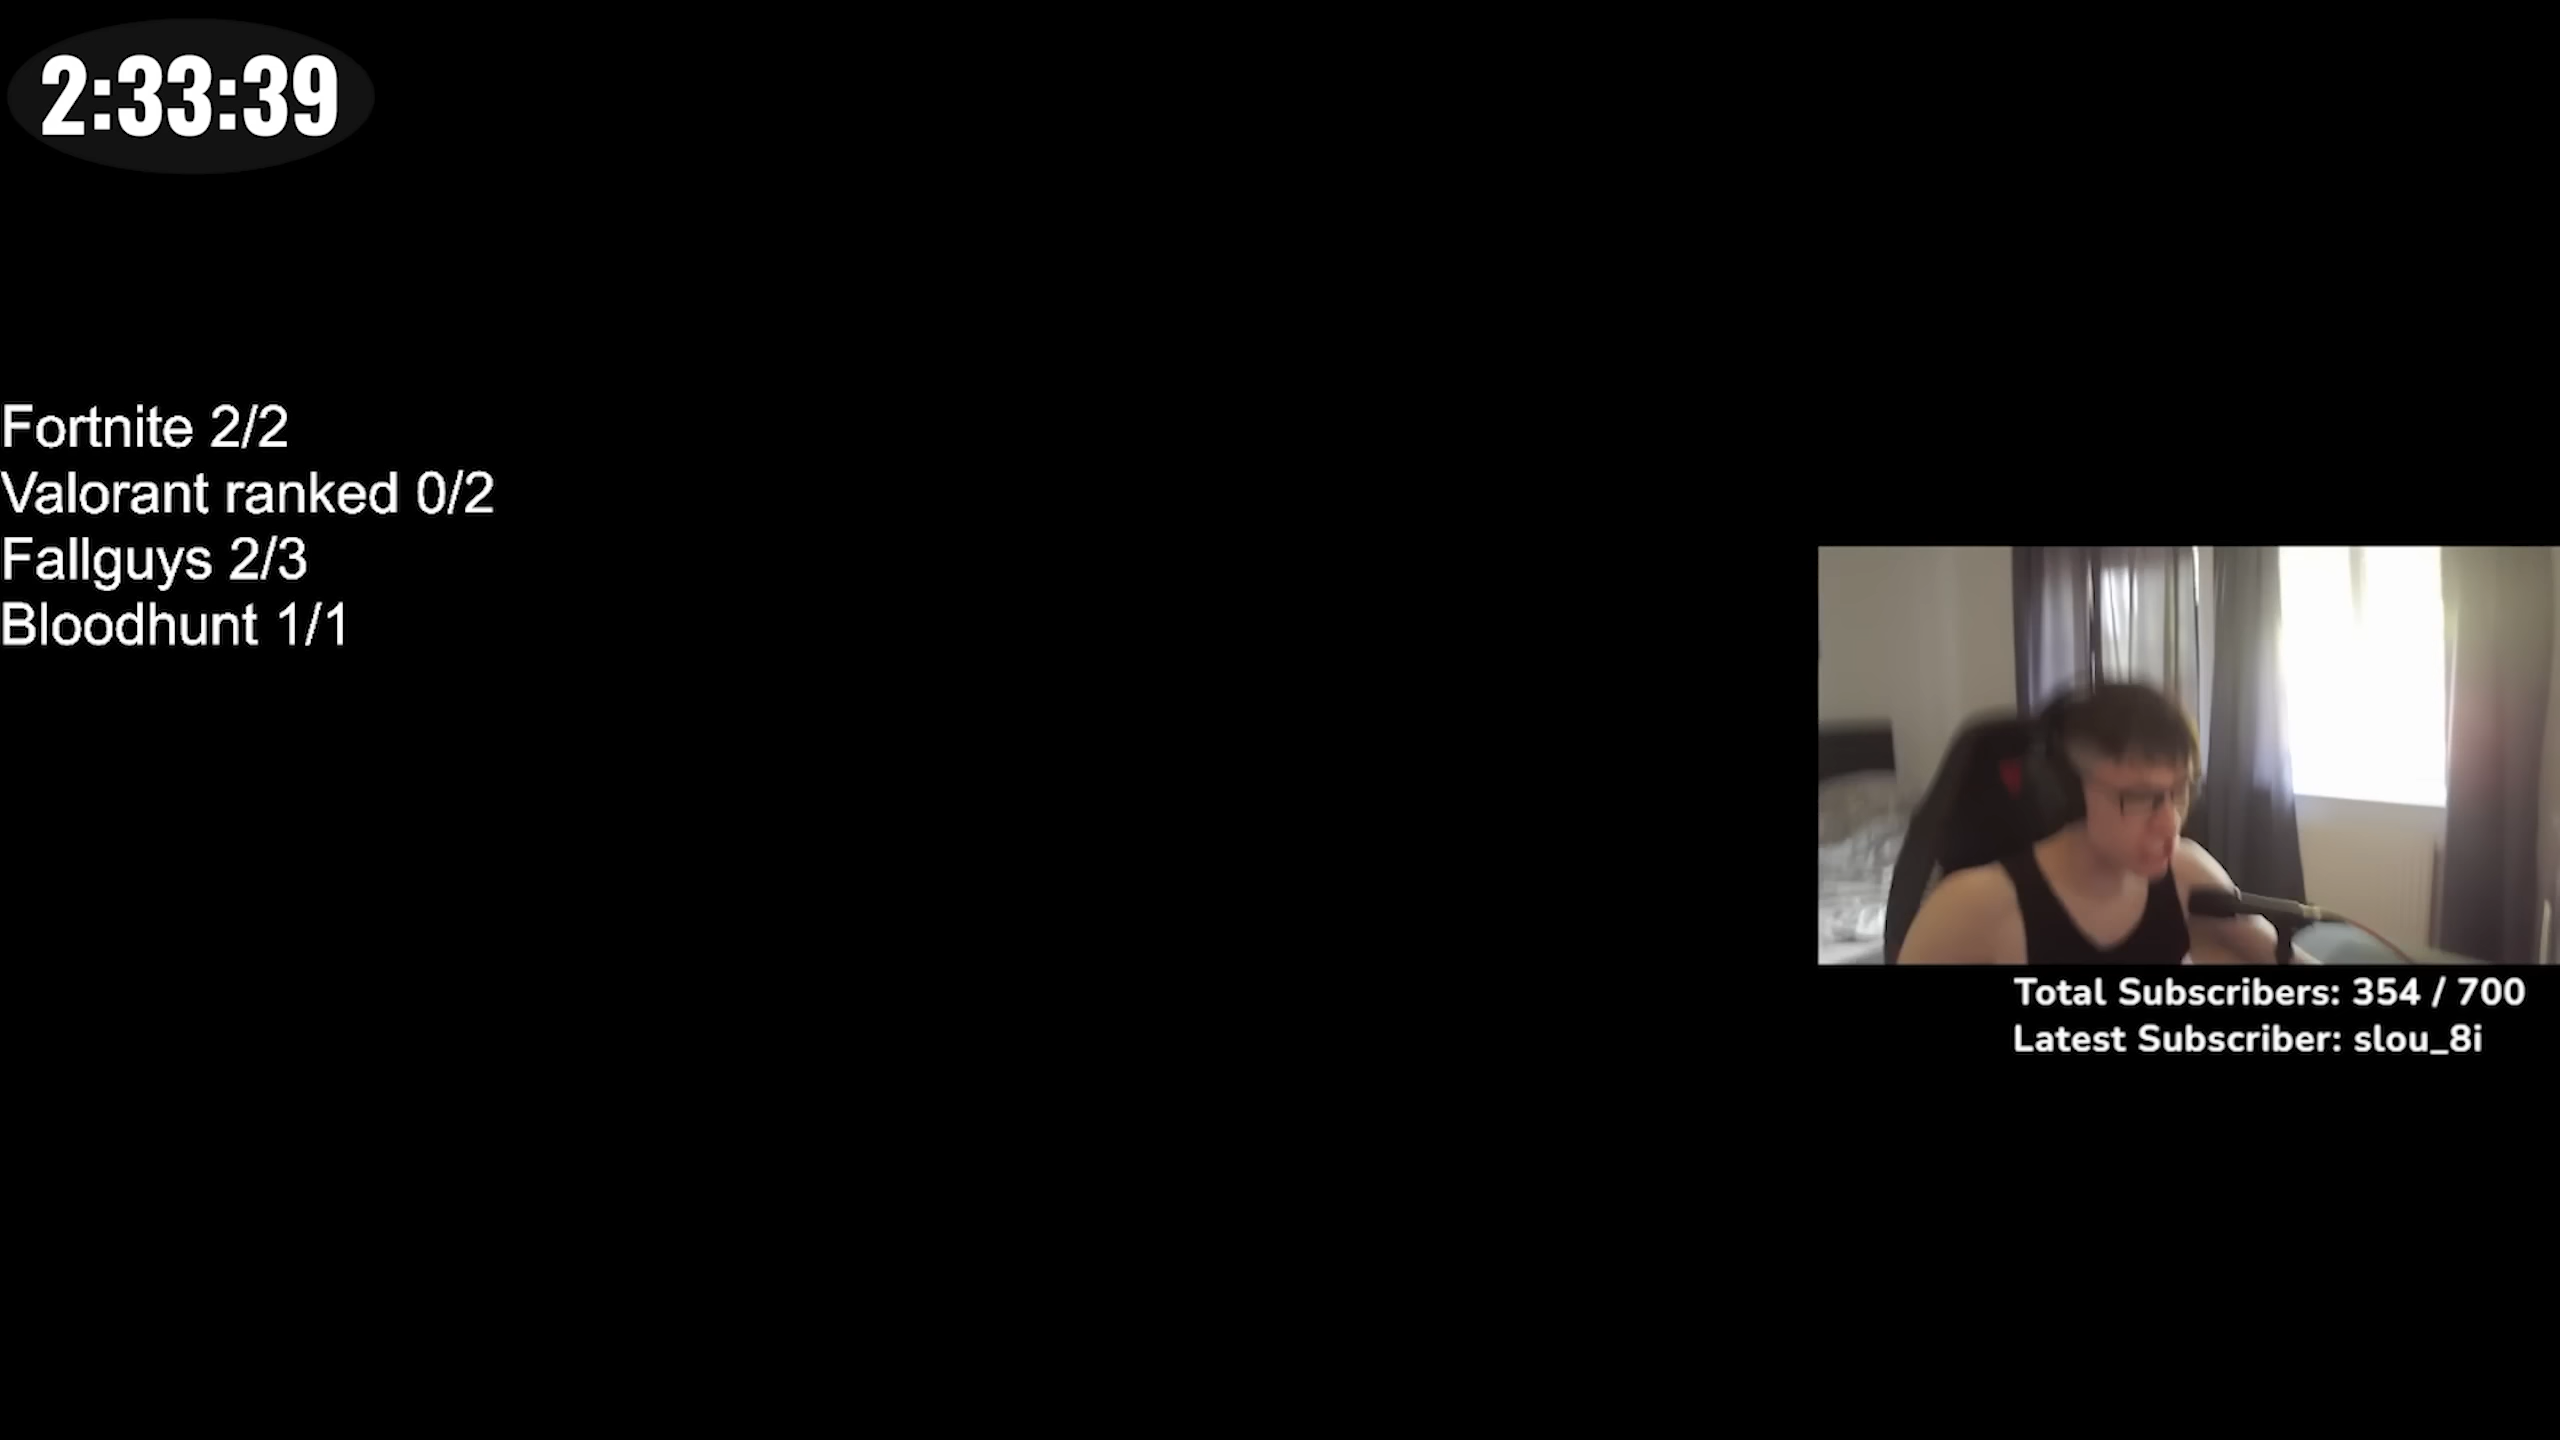 2:33:39
Fortnite 2/2
Valorant ranked 0/2
Fallguys 2/3
Bloodhunt 1/1
Total Subscribers: 354 / 700
Latest Subscriber: slou_8i